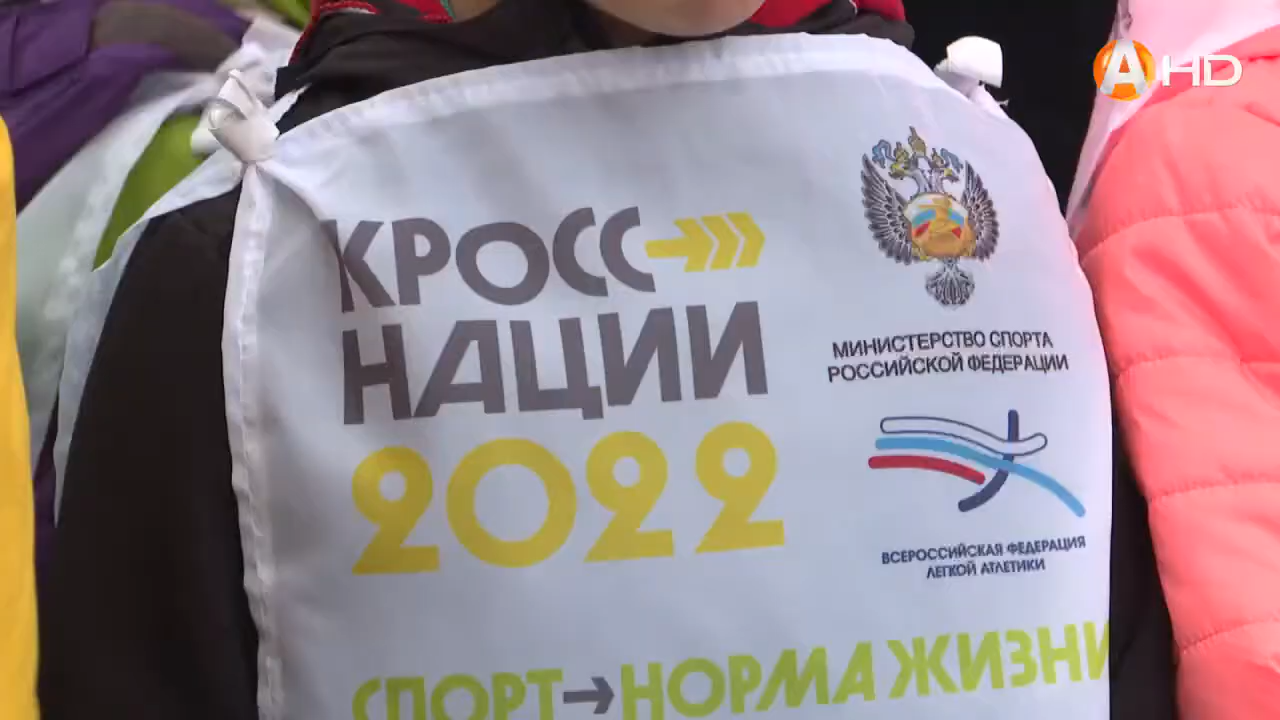 А HD
КРОСС
НАЦИИ
2022
МИНИСТЕРСТВО СПОРТА
РОССИЙСКОЙ ФЕДЕРАЦИИ
ВСЕРОССИЙСКАЯ ФЕДЕРАЦИЯ
ЛЕГКОЙ АТЛЕТИКИ
СПОРТ→НОРМА ЖИЗНИ